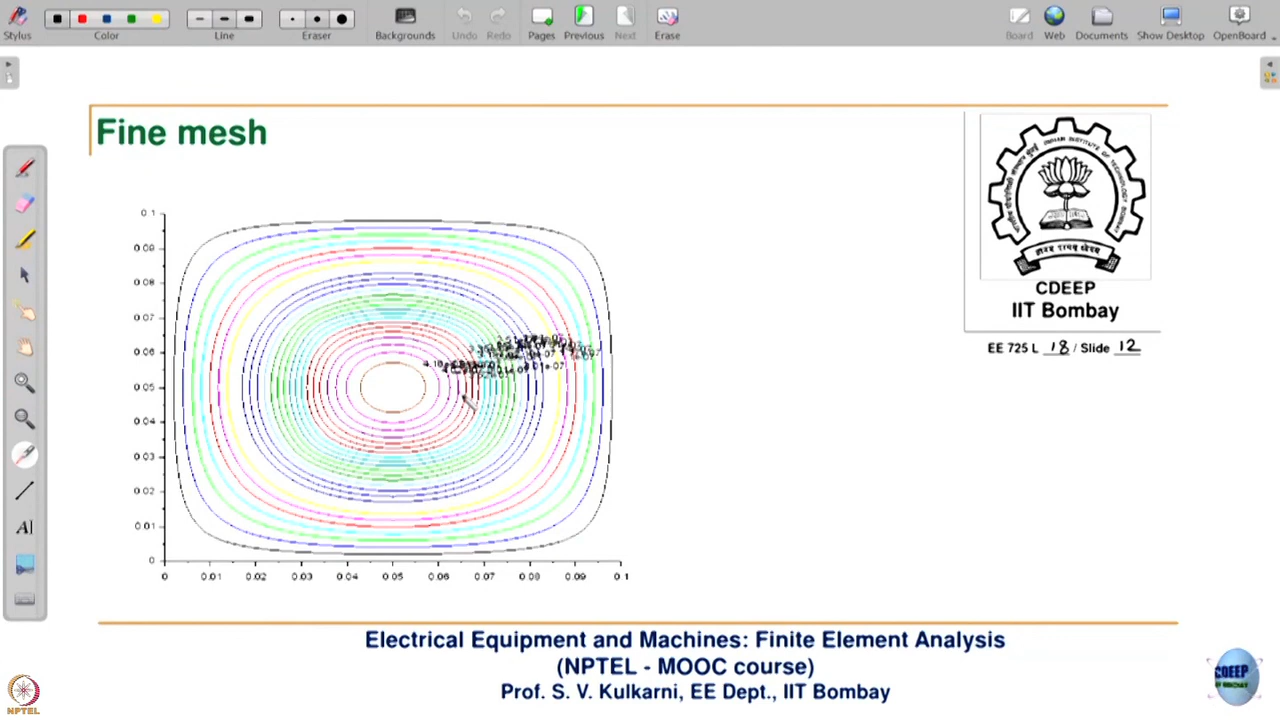 Stylus
Color
Line
Eraser
Backgrounds
Undo
Redo
Pages
Previous
Next
Erase
Board
Web
Documents
Show Desktop
OpenBoard
Fine mesh
CDEEP
IIT Bombay
EE 725 L 18 / Slide 12
0.1
0.09
0.08
0.07
0.06
0.05
0.04
0.03
0.02
0.01
0
0 0.01 0.02 0.03 0.04 0.05 0.06 0.07 0.08 0.09 0.1
Electrical Equipment and Machines: Finite Element Analysis
(NPTEL - MOOC course)
Prof. S. V. Kulkarni, EE Dept., IIT Bombay
NPTEL
CDEEP